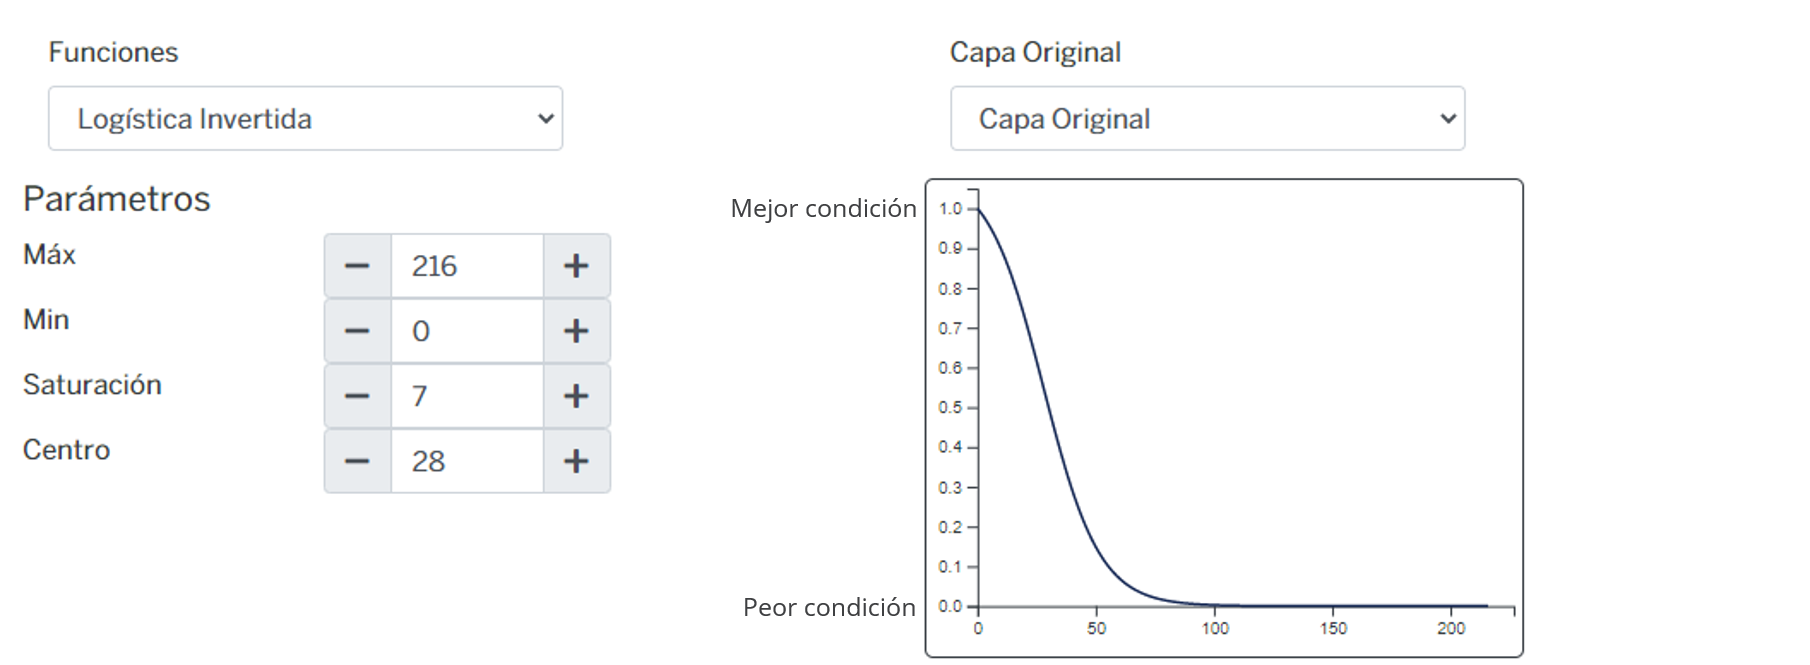 Funciones
Logística Invertida
Parámetros
Máx
216
Min
0
Saturación
7
Centro
28
Capa Original
Capa Original
Mejor condición
Peor condición
1.0
0.9
0.8
0.7
0.6
0.5
0.4
0.3
0.2
0.1
0.0
0 50 100 150 200